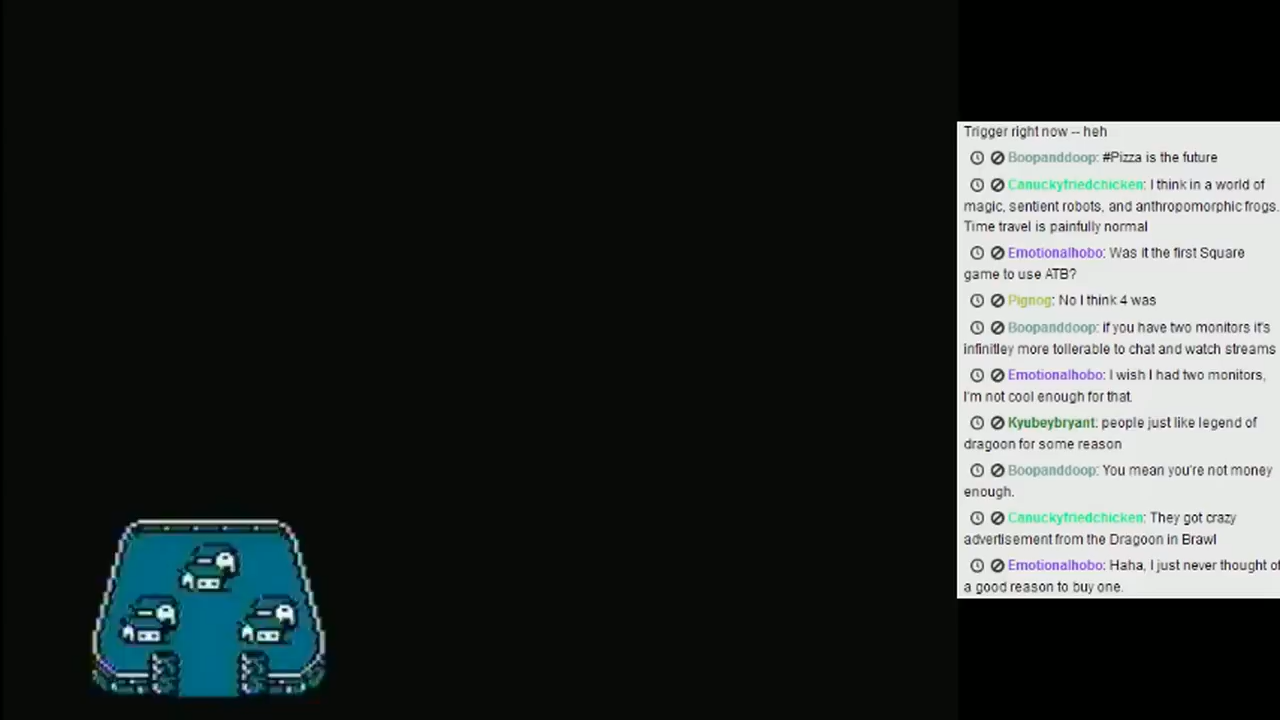 Trigger right now -- heh
Boopanddoop: #Pizza is the future
Canuckyfriedchicken: I think in a world of
magic, sentient robots, and anthropomorphic frogs.
Time travel is painfully normal
Emotionalhobo: Was it the first Square
game to use ATB?
Pignog: No I think 4 was
Boopanddoop: if you have two monitors it's
infinitley more tollerable to chat and watch streams
Emotionalhobo: I wish I had two monitors,
I'm not cool enough for that.
Kyubeybryant: people just like legend of
dragoon for some reason
Boopanddoop: You mean you're not money
enough.
Canuckyfriedchicken: They got crazy
advertisement from the Dragoon in Brawl
Emotionalhobo: Haha, I just never thought of
a good reason to buy one.